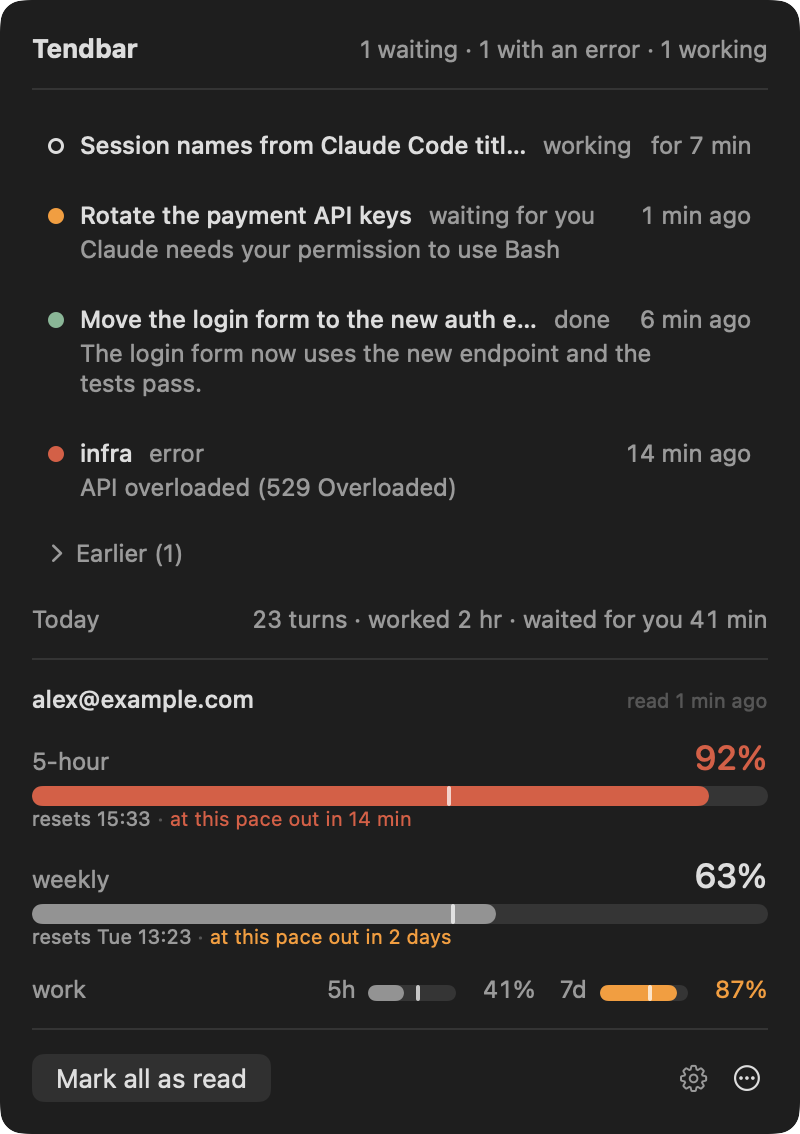 Tendbar 1 waiting · 1 with an error · 1 working
Session names from Claude Code titl... working for 7 min
Rotate the payment API keys waiting for you 1 min ago
Claude needs your permission to use Bash
Move the login form to the new auth e... done 6 min ago
The login form now uses the new endpoint and the
tests pass.
infra error 14 min ago
API overloaded (529 Overloaded)
Earlier (1)
Today 23 turns · worked 2 hr · waited for you 41 min
alex@example.com read 1 min ago
5-hour 92%
resets 15:33 · at this pace out in 14 min
weekly 63%
resets Tue 13:23 · at this pace out in 2 days
work 5h 41% 7d 87%
Mark all as read